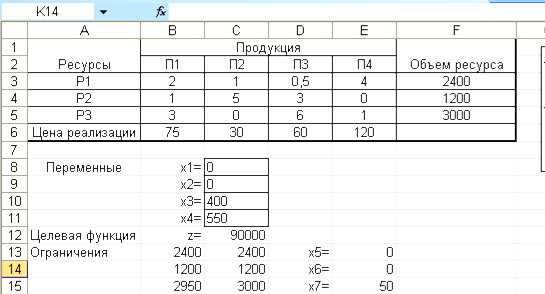 K14 fx
A B C D E F
1 Продукция
2 Ресурсы П1 П2 П3 П4 Объем ресурса
3 Р1 2 1 0,5 4 2400
4 Р2 1 5 3 0 1200
5 Р3 3 0 6 1 3000
6 Цена реализации 75 30 60 120
7
8 Переменные x1= 0
9 x2= 0
10 x3= 400
11 x4= 550
12 Целевая функция z= 90000
13 Ограничения 2400 2400 x5= 0
14 1200 1200 x6= 0
15 2950 3000 x7= 50